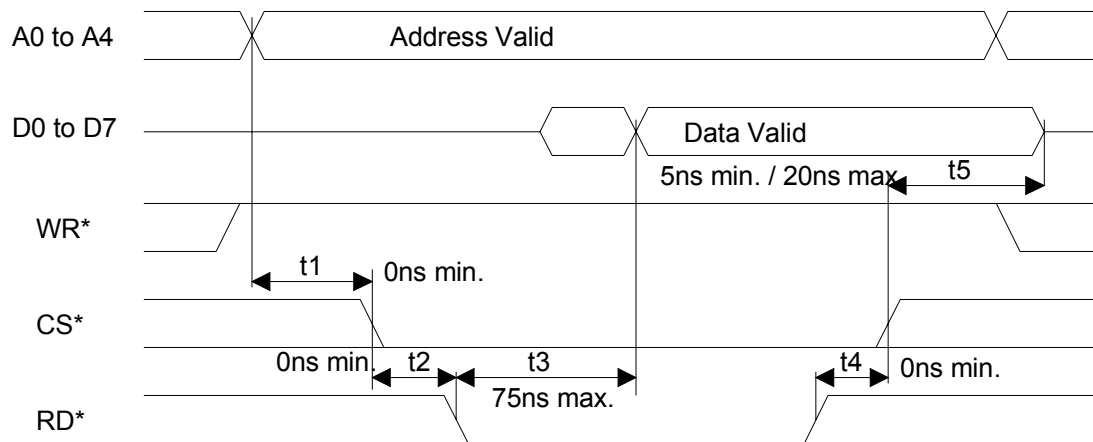 A0 to A4
Address Valid
D0 to D7
Data Valid
5ns min. / 20ns max
t5
WR*
t1
0ns min.
CS*
0ns min.
t2
t3
t4
0ns min.
75ns max.
RD*